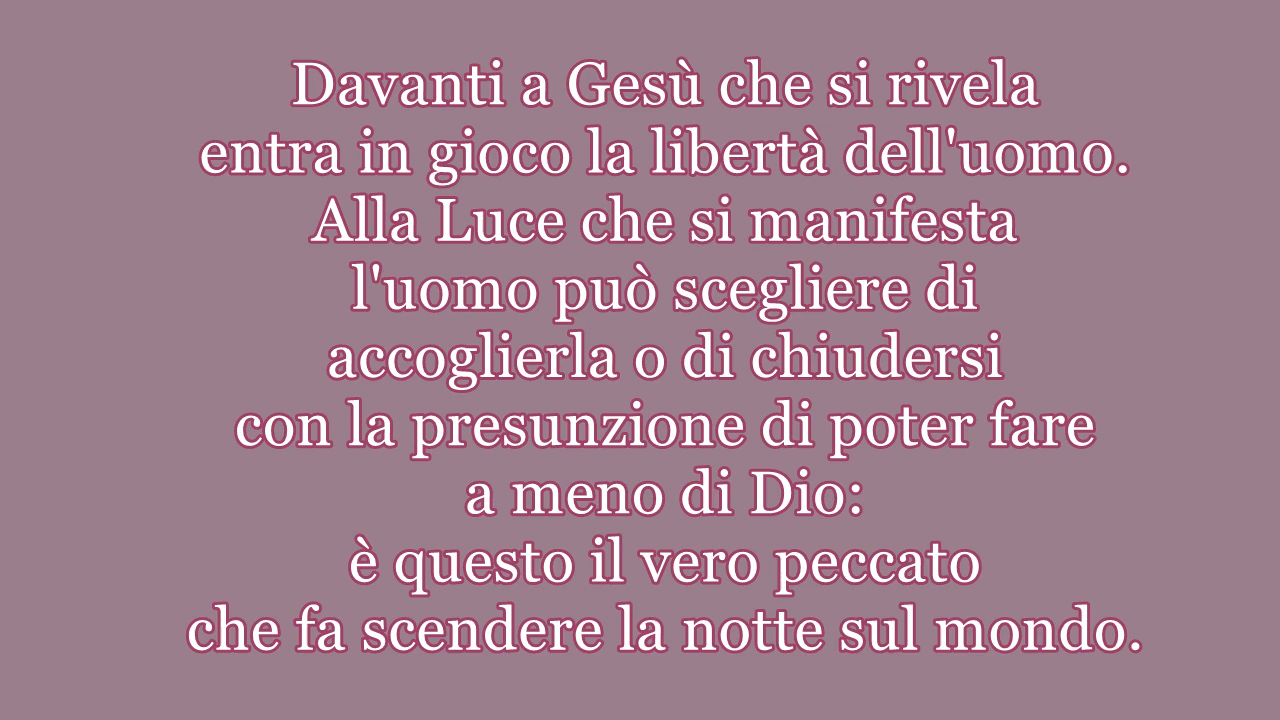 Davanti a Gesù che si rivela
entra in gioco la libertà dell'uomo.
Alla Luce che si manifesta
l'uomo può scegliere di
accoglierla o di chiudersi
con la presunzione di poter fare
a meno di Dio:
è questo il vero peccato
che fa scendere la notte sul mondo.